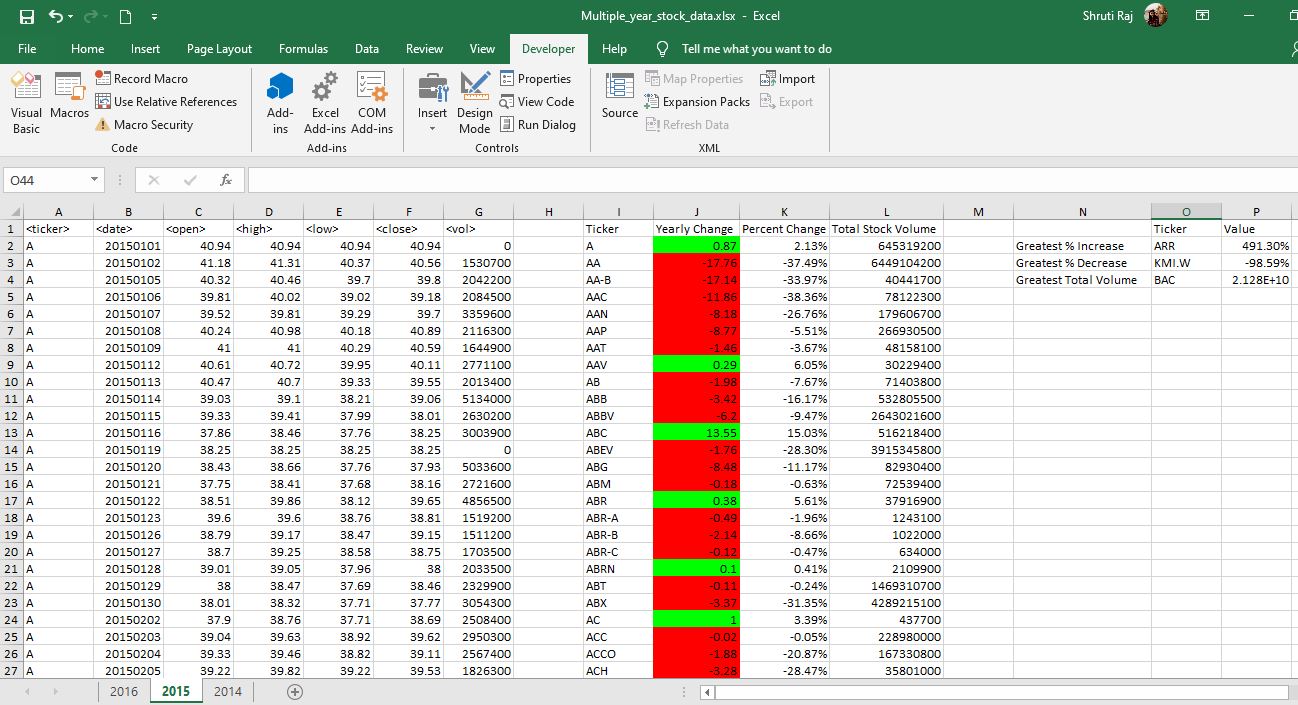 Multiple_year_stock_data.xlsx - Excel Shruti Raj
File Home Insert Page Layout Formulas Data Review View Developer Help Tell me what you want to do
Visual Basic
Macros
Record Macro
Use Relative References
Macro Security
Code
Add-ins
Excel Add-ins
COM Add-ins
Add-ins
Insert
Design Mode
Properties
View Code
Run Dialog
Controls
Source
Map Properties
Expansion Packs
Refresh Data
Import
Export
XML
O44 fx
A B C D E F G H I J K L M N O P
1 <ticker> <date> <open> <high> <low> <close> <vol> Ticker Yearly Change Percent Change Total Stock Volume Ticker Value
2 A 20150101 40.94 40.94 40.94 40.94 0 A 0.87 2.13% 645319200 Greatest % Increase ARR 491.30%
3 A 20150102 41.18 41.31 40.37 40.56 1530700 AA -17.76 -37.49% 6449104200 Greatest % Decrease KMI.W -98.59%
4 A 20150105 40.32 40.46 39.7 39.8 2042200 AA-B -17.14 -33.97% 40441700 Greatest Total Volume BAC 2.128E+10
5 A 20150106 39.81 40.02 39.02 39.18 2084500 AAC -11.86 -38.36% 78122300
6 A 20150107 39.52 39.81 39.29 39.7 3359600 AAN -8.18 -26.76% 179606700
7 A 20150108 40.24 40.98 40.18 40.89 2116300 AAP -8.77 -5.51% 266930500
8 A 20150109 41 41 40.29 40.59 1644900 AAT -1.46 -3.67% 48158100
9 A 20150112 40.61 40.72 39.95 40.11 2771100 AAV 0.29 6.05% 30229400
10 A 20150113 40.47 40.7 39.33 39.55 2013400 AB -1.98 -7.67% 71403800
11 A 20150114 39.03 39.1 38.21 39.06 5134000 ABB -3.42 -16.17% 532805500
12 A 20150115 39.33 39.41 37.99 38.01 2630200 ABBV -6.2 -9.47% 2643021600
13 A 20150116 37.86 38.46 37.76 38.25 3003900 ABC 13.55 15.03% 516218400
14 A 20150119 38.25 38.25 38.25 38.25 0 ABEV -1.76 -28.30% 3915345800
15 A 20150120 38.43 38.66 37.76 37.93 5033600 ABG -8.48 -11.17% 82930400
16 A 20150121 37.75 38.41 37.68 38.16 2721600 ABM -0.18 -0.63% 72539400
17 A 20150122 38.51 39.86 38.12 39.65 4856500 ABR 0.38 5.61% 37916900
18 A 20150123 39.6 39.6 38.76 38.81 1519200 ABR-A -0.49 -1.96% 1243100
19 A 20150126 38.79 39.17 38.47 39.15 1511200 ABR-B -2.14 -8.66% 1022000
20 A 20150127 38.7 39.25 38.58 38.75 1703500 ABR-C -0.12 -0.47% 634000
21 A 20150128 39.01 39.05 37.96 38 2033500 ABRN 0.1 0.41% 2109900
22 A 20150129 38 38.47 37.69 38.46 2329900 ABT -0.11 -0.24% 1469310700
23 A 20150130 38.01 38.32 37.71 37.77 3054300 ABX -3.37 -31.35% 4289215100
24 A 20150202 37.9 38.76 37.71 38.69 2508400 AC 1 3.39% 437700
25 A 20150203 39.04 39.63 38.92 39.62 2950300 ACC -0.02 -0.05% 228980000
26 A 20150204 39.33 39.46 38.82 39.11 2567400 ACCO -1.88 -20.87% 167330800
27 A 20150205 39.22 39.82 39.22 39.53 1826300 ACH -3.28 -28.47% 35801000
2016 2015 2014